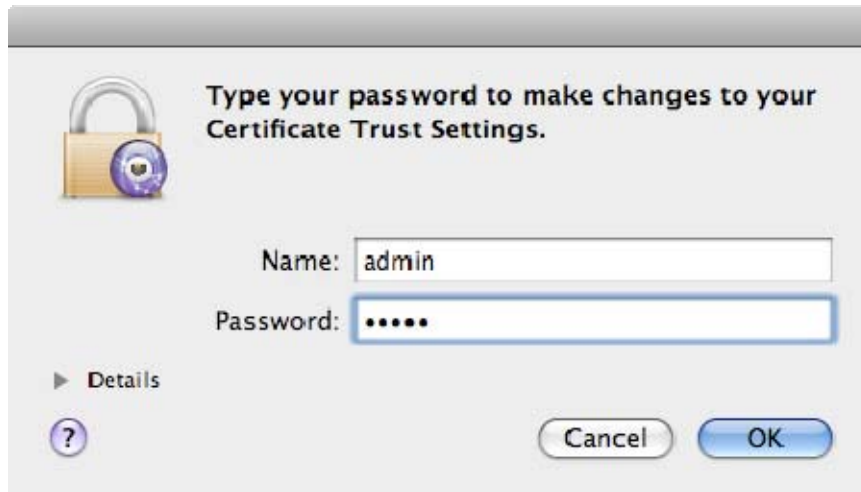 Type your password to make changes to your
Certificate Trust Settings.
Name: admin
Password: •••••
Details
?
Cancel OK